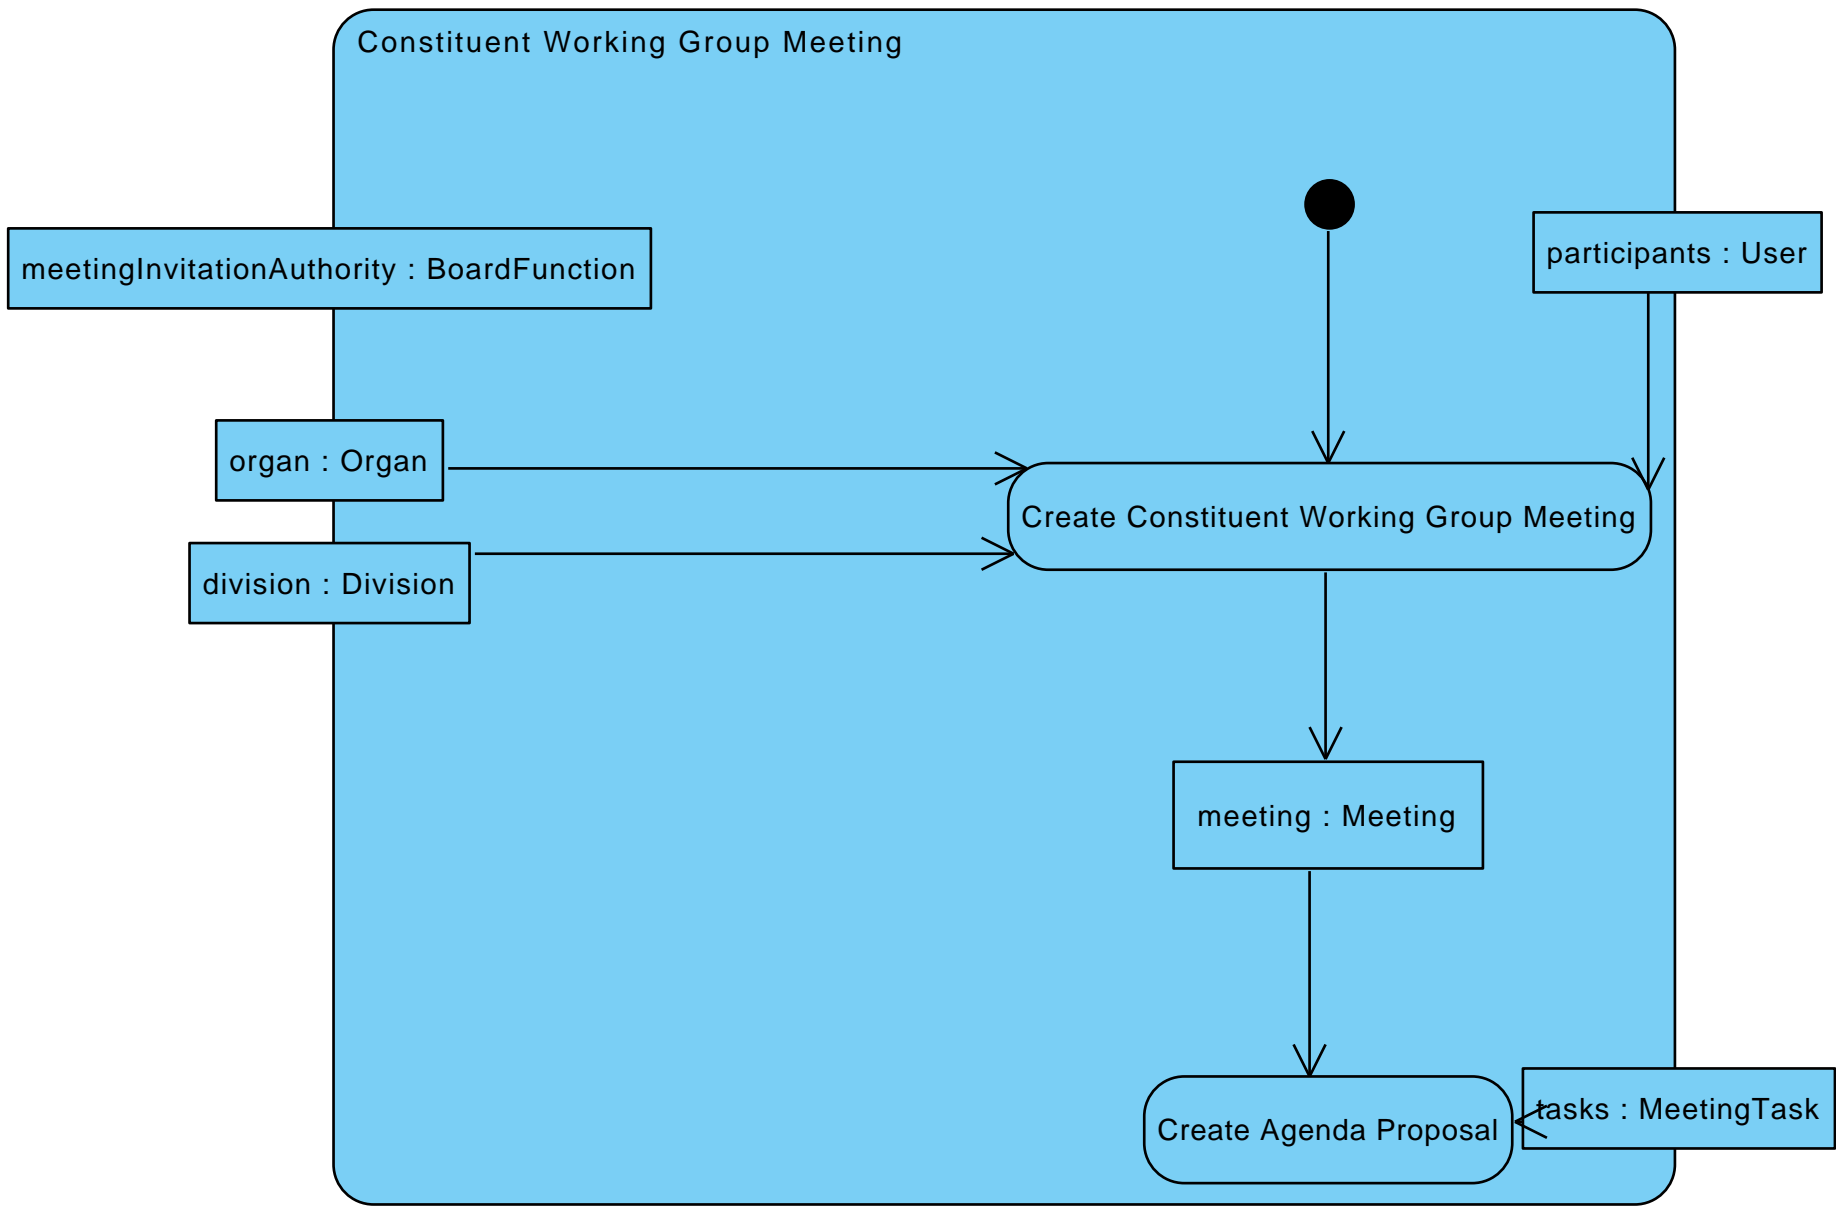 Constituent Working Group Meeting
meetingInvitationAuthority : BoardFunction
participants : User
organ : Organ
Create Constituent Working Group Meeting
division : Division
meeting : Meeting
Create Agenda Proposal
tasks : MeetingTask